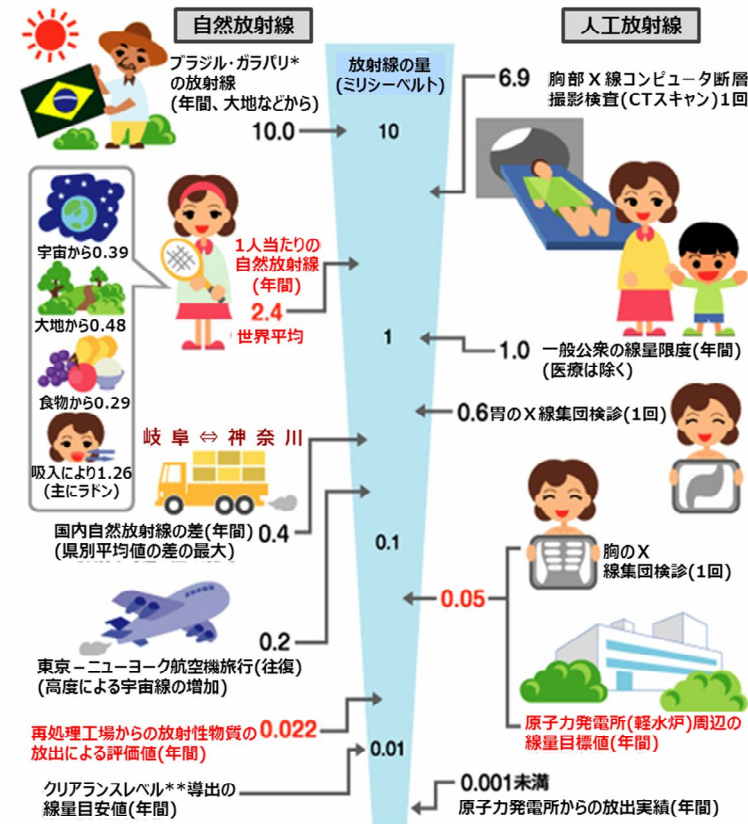 自然放射線
人工放射線
放射線の量
(ミリシーベルト)
ブラジル・ガラパリ*
の放射線
(年間、大地などから)
10.0
10
6.9
胸部X線コンピュータ断層
撮影検査(CTスキャン)1回
宇宙から0.39
大地から0.48
食物から0.29
吸入により1.26
(主にラドン)
1人当たりの
自然放射線
(年間)
2.4
世界平均
1
1.0
一般公衆の線量限度(年間)
(医療は除く)
0.6
胃のX線集団検診(1回)
岐阜⇔神奈川
国内自然放射線の差(年間)
(県別平均値の差の最大)
0.4
0.1
胸のX
線集団検診(1回)
0.05
0.2
東京－ニューヨーク航空機旅行(往復)
(高度による宇宙線の増加)
原子力発電所(軽水炉)周辺の
線量目標値(年間)
再処理工場からの放射性物質の
放出による評価値(年間)
0.022
0.01
クリアランスレベル**導出の
線量目安値(年間)
0.001未満
原子力発電所からの放出実績(年間)